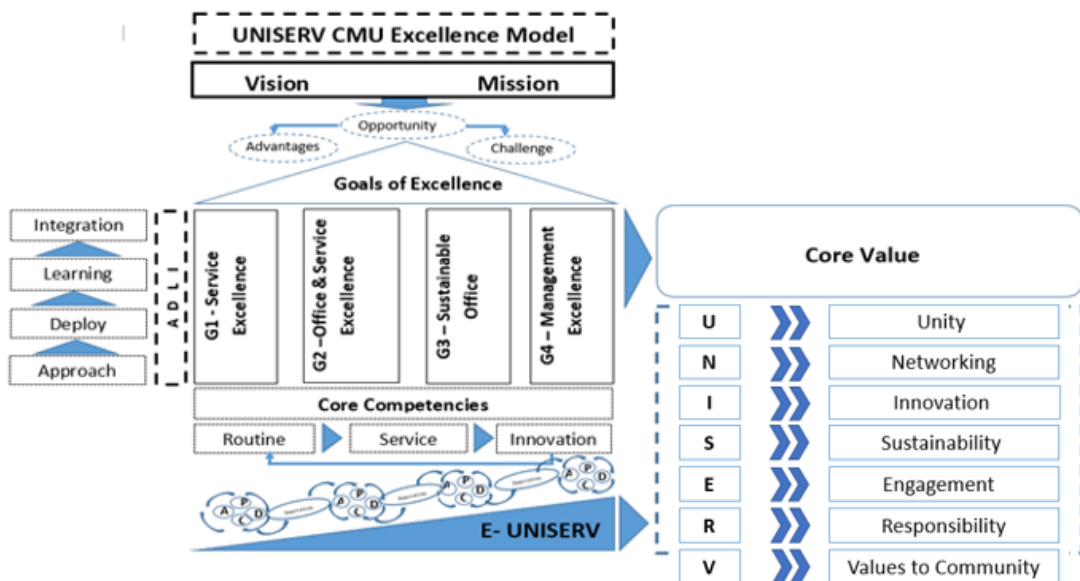 UNISERV CMU Excellence Model
Vision Mission
Opportunity
Advantages
Challenge
Goals of Excellence
Integration
Learning
Deploy
Approach
A D L I
G1 - Service
Excellence
G2 –Office & Service
Excellence
G3 – Sustainable
Office
G4 – Management
Excellence
Core Competencies
Routine
Service
Innovation
A P D C
A P D C
A P D C
A P D C
E- UNISERV
Core Value
U Unity
N Networking
I Innovation
S Sustainability
E Engagement
R Responsibility
V Values to Community